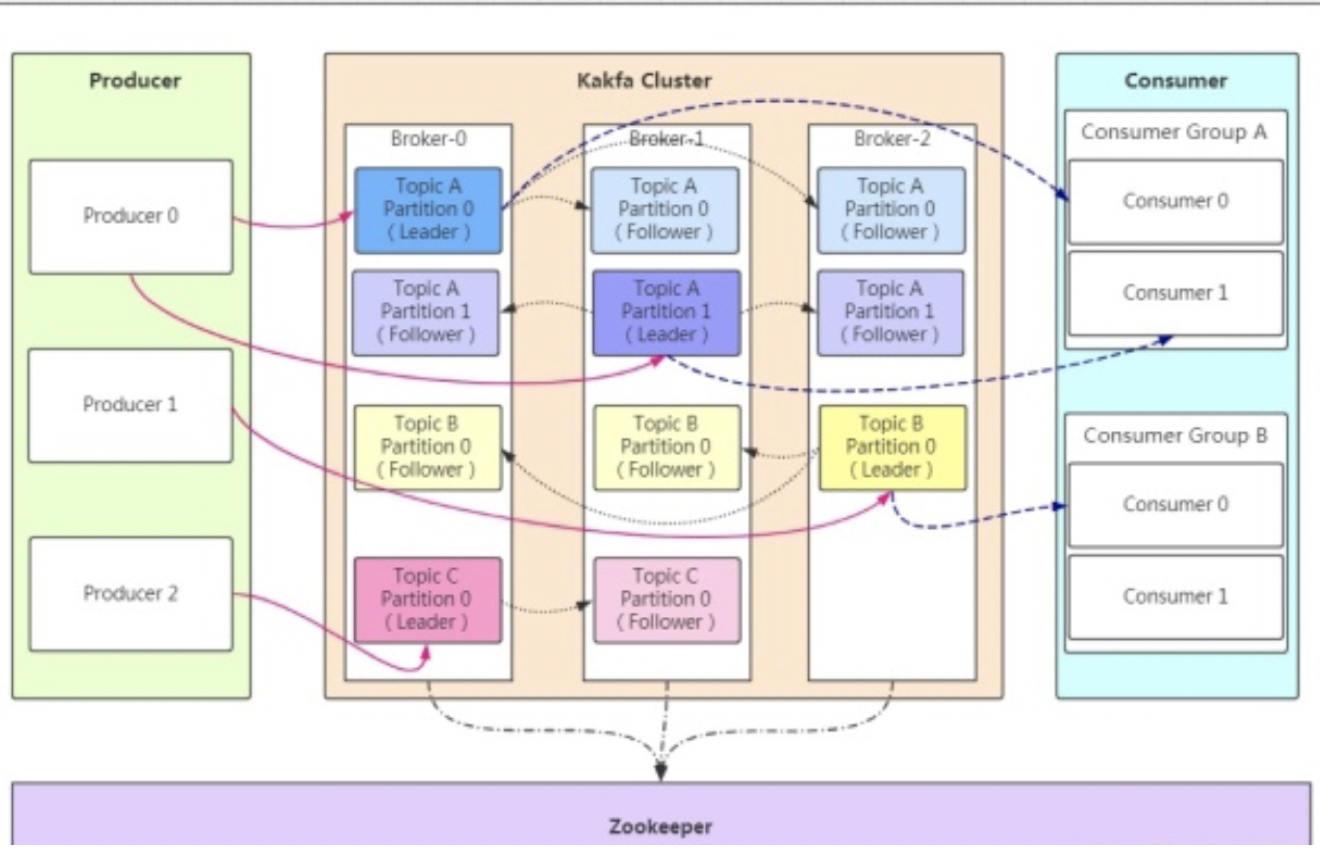 Producer
Producer 0
Producer 1
Producer 2
Kakfa Cluster
Broker-0
Topic A
Partition 0
( Leader )
Topic A
Partition 1
( Follower )
Topic B
Partition 0
( Follower )
Topic C
Partition 0
( Leader )
Broker-1
Topic A
Partition 0
( Follower )
Topic A
Partition 1
( Leader )
Topic B
Partition 0
( Follower )
Topic C
Partition 0
( Follower )
Broker-2
Topic A
Partition 0
( Follower )
Topic A
Partition 1
( Follower )
Topic B
Partition 0
( Leader )
Consumer
Consumer Group A
Consumer 0
Consumer 1
Consumer Group B
Consumer 0
Consumer 1
Zookeeper